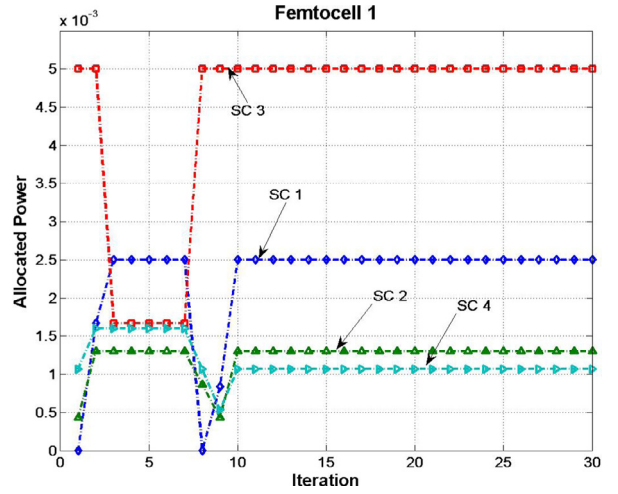 Femtocell 1
x 10⁻³
5
4.5
4
3.5
3
2.5
2
1.5
1
0.5
0
Allocated Power
SC 3
SC 1
SC 2
SC 4
0 5 10 15 20 25 30
Iteration